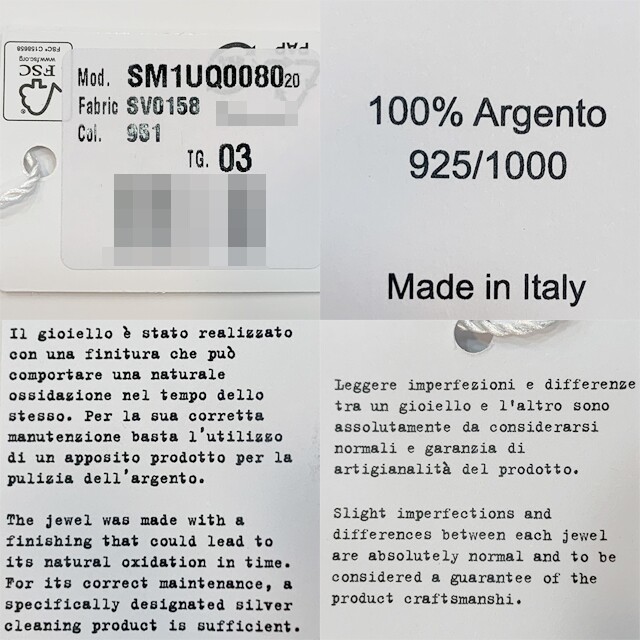 FSC® C158658
www.fsc.org
FSC
PAP
Mod. SM1UQ0080 20
Fabric SV0158
Col. 951
TG. 03
100% Argento
925/1000
Made in Italy
Il gioiello è stato realizzato
con una finitura che può
comportare una naturale
ossidazione nel tempo dello
stesso. Per la sua corretta
manutenzione basta l'utilizzo
di un apposito prodotto per la
pulizia dell'argento.
The jewel was made with a
finishing that could lead to
its natural oxidation in time.
For its correct maintenance, a
specifically designated silver
cleaning product is sufficient.
Leggere imperfezioni e differenze
tra un gioiello e l'altro sono
assolutamente da considerarsi
normali e garanzia di
artigianalità del prodotto.
Slight imperfections and
differences between each jewel
are absolutely normal and to be
considered a guarantee of the
product craftsmanshi.